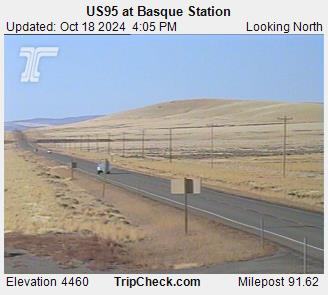 US95 at Basque Station
Updated: Oct 18 2024 4:05 PM Looking North
Elevation 4460 TripCheck.com Milepost 91.62